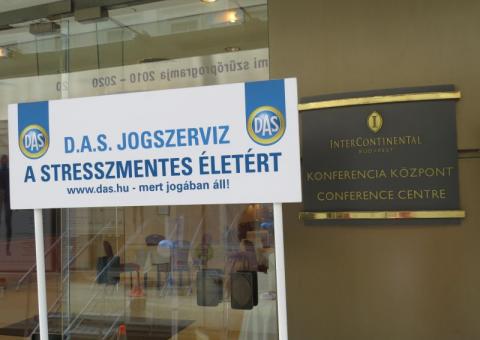 mi szűrőprogramja 2010 - 2020
20
DAS
DAS
D.A.S. JOGSZERVIZ
A STRESSZMENTES ÉLETÉRT
www.das.hu - mert jogában áll!
I
INTERCONTINENTAL
BUDAPEST
KONFERENCIA KÖZPONT
CONFERENCE CENTRE